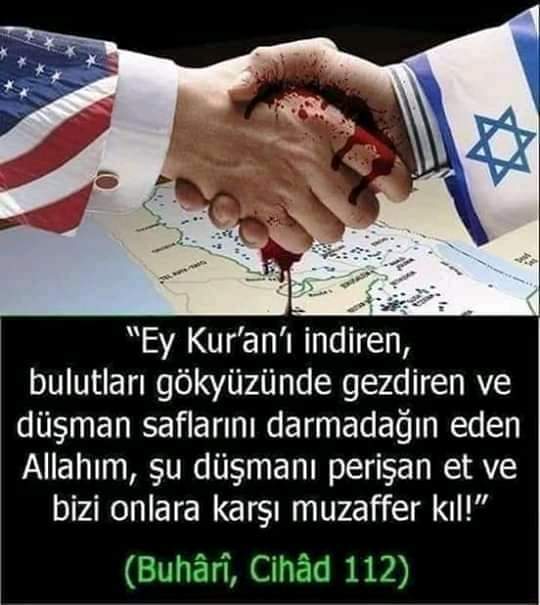 "Ey Kur'an'ı indiren,
bulutları gökyüzünde gezdiren ve
düşman saflarını darmadağın eden
Allahım, şu düşmanı perişan et ve
bizi onlara karşı muzaffer kıl!"
(Buhârî, Cihâd 112)